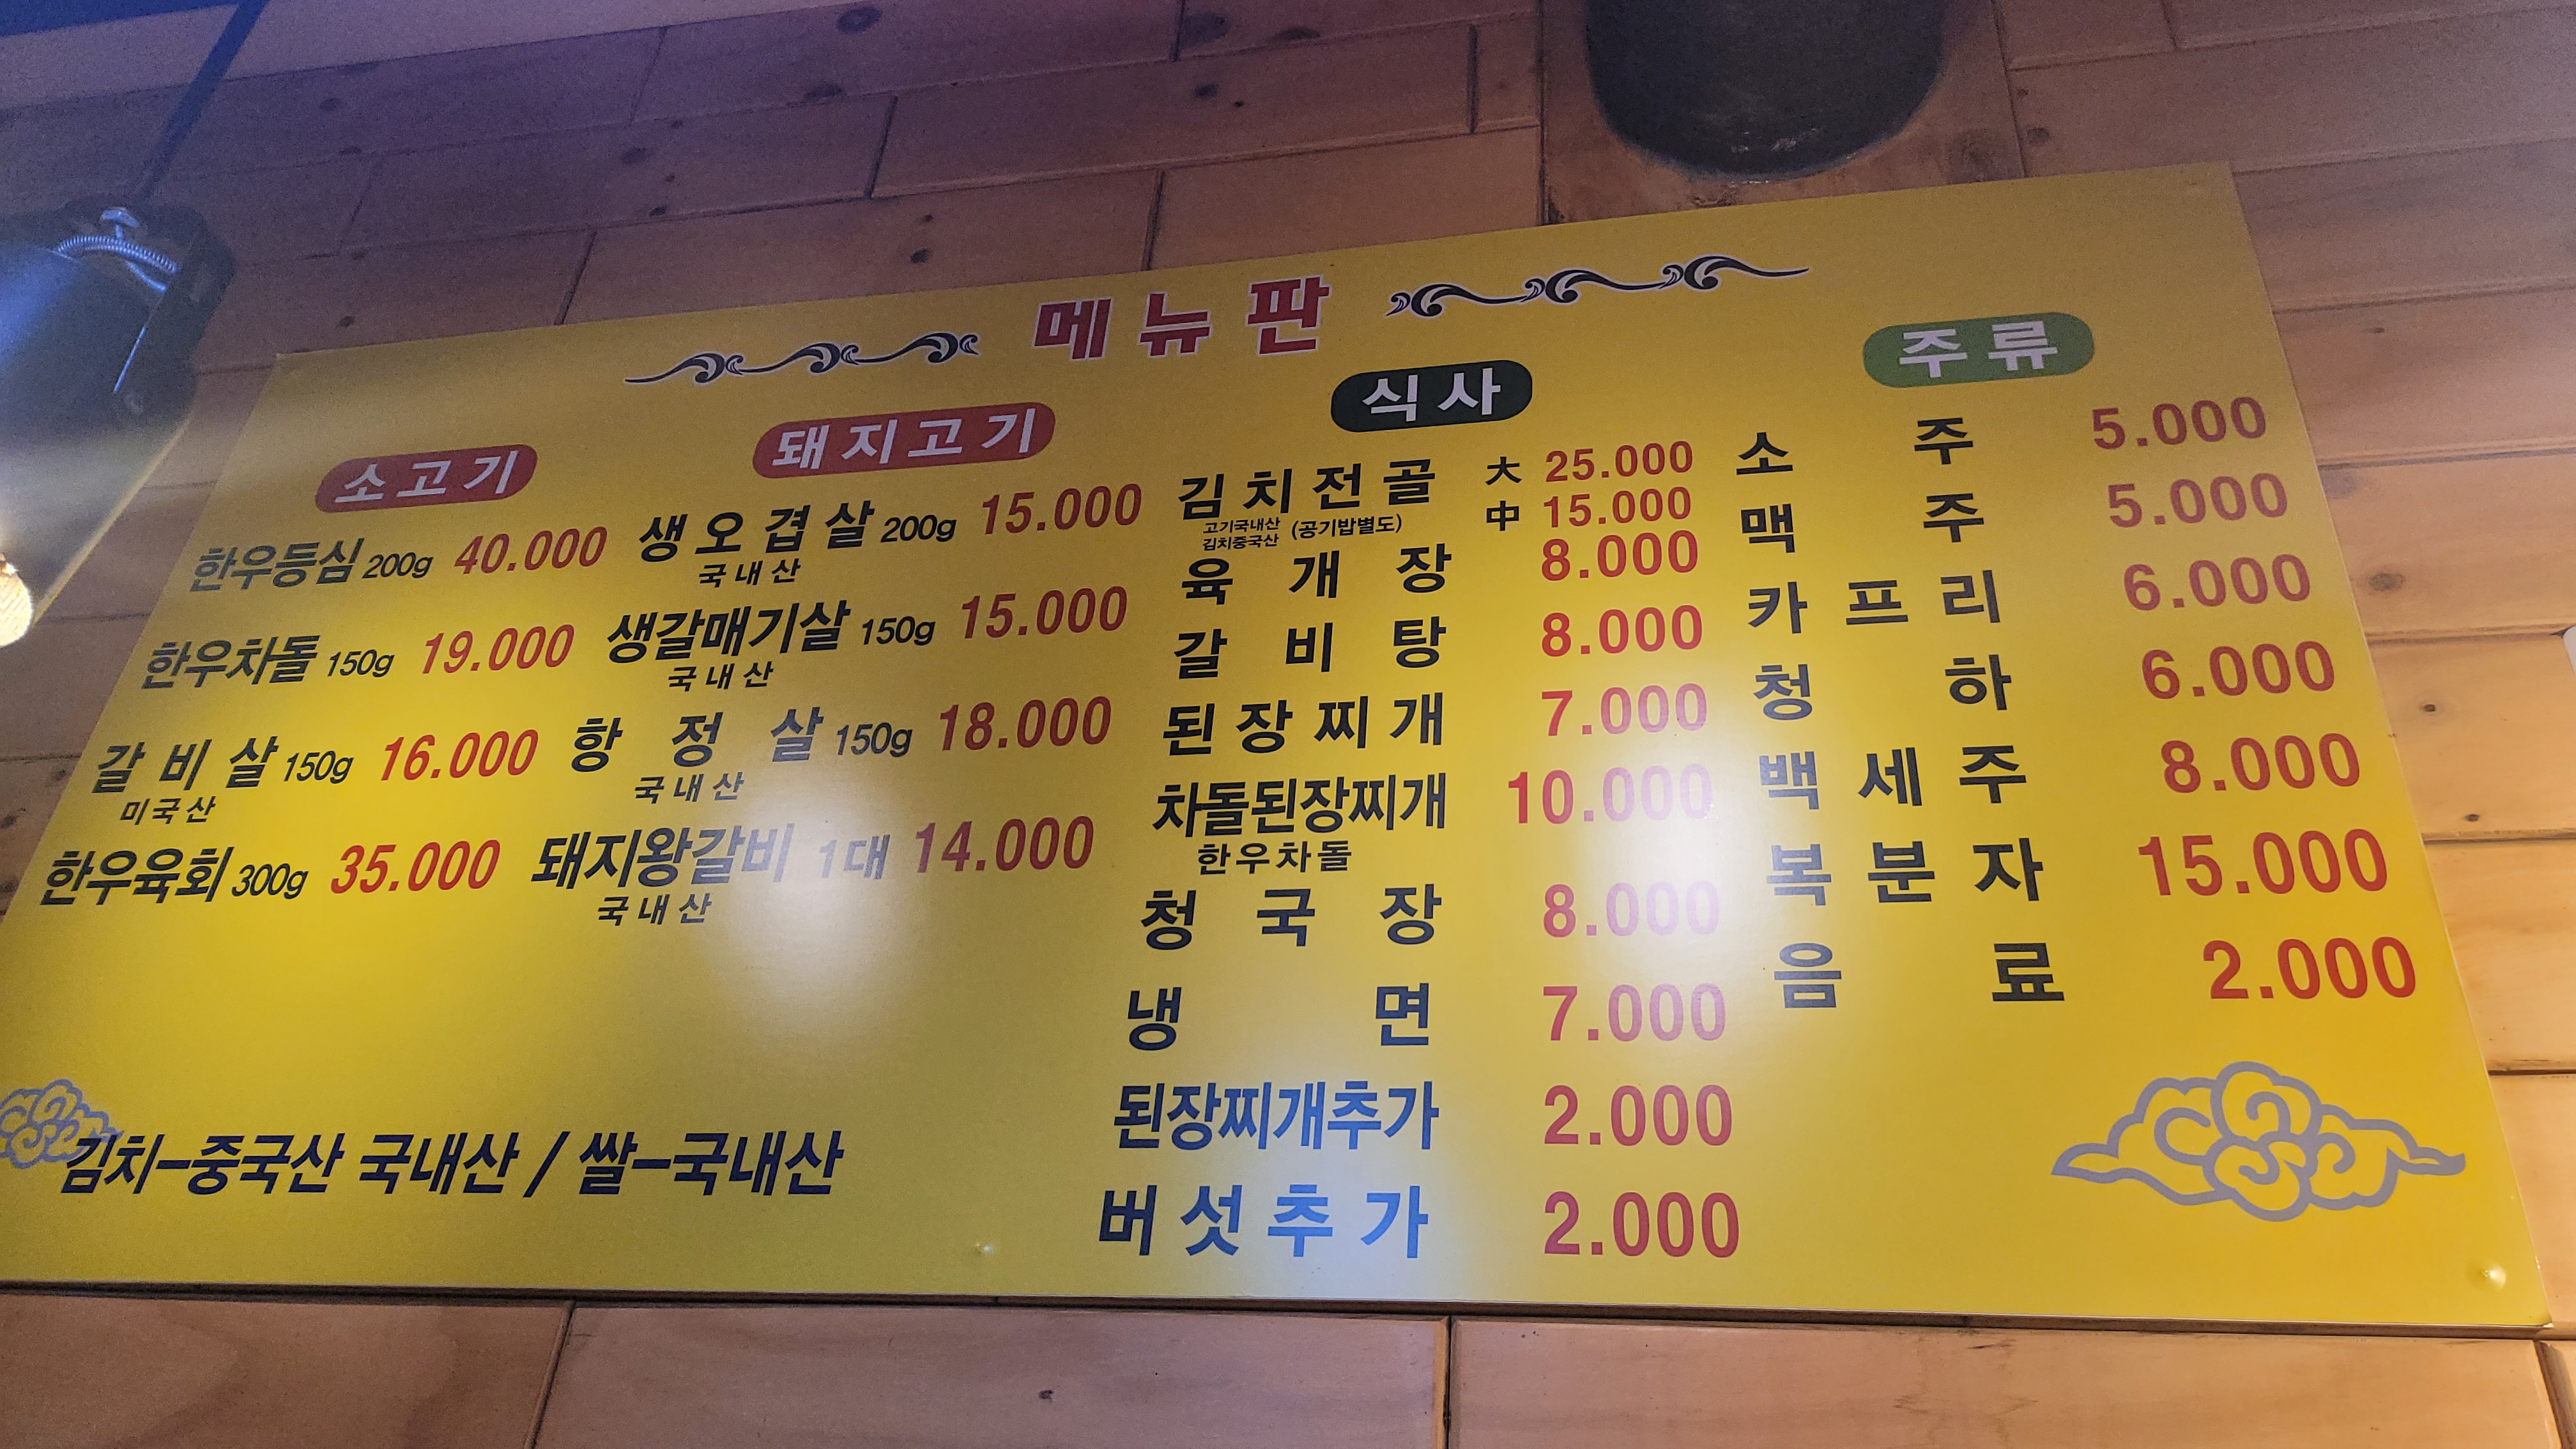 메뉴판
소고기
한우등심 200g 40.000
한우차돌 150g 19.000
갈비살 150g 16.000
미국산
한우육회 300g 35.000
돼지고기
생오겹살 200g 15.000
국내산
생갈매기살 150g 15.000
국내산
항정살 150g 18.000
국내산
돼지왕갈비 1대 14.000
국내산
식사
김치전골 大 25.000
고기국내산 김치중국산 (공기밥별도) 中 15.000
육개장 8.000
갈비탕 8.000
된장찌개 7.000
차돌된장찌개 10.000
한우차돌
청국장 8.000
냉면 7.000
된장찌개추가 2.000
버섯추가 2.000
주류
소주 5.000
맥주 5.000
카프리 6.000
청하 6.000
백세주 8.000
복분자 15.000
음료 2.000
김치-중국산 국내산 / 쌀-국내산